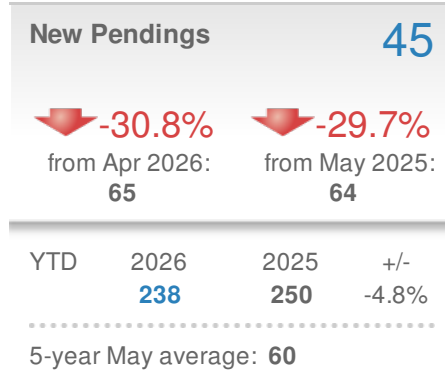 New Pendings 45
-30.8% -29.7%
from Apr 2026: from May 2025:
65 64
YTD 2026 2025 +/-
238 250 -4.8%
5-year May average: 60